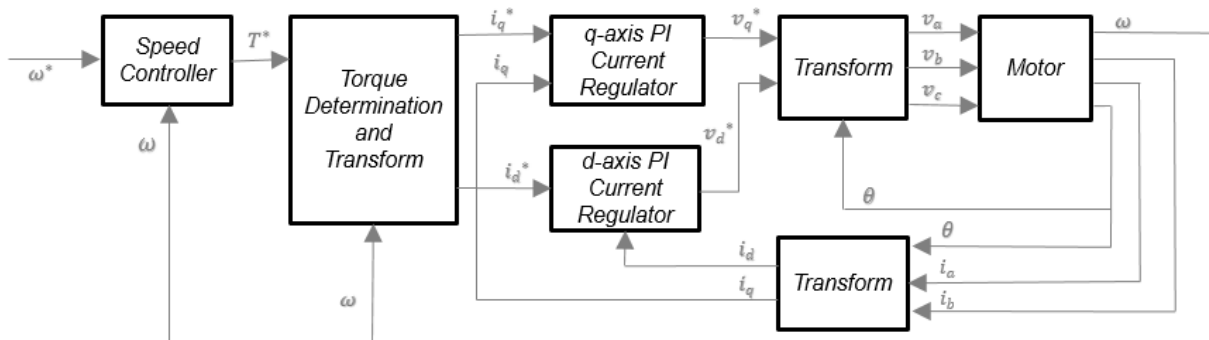 ω*
Speed
Controller
ω
T*
Torque
Determination
and
Transform
ω
i_q*
i_q
i_d*
q-axis PI
Current
Regulator
v_q*
d-axis PI
Current
Regulator
v_d*
Transform
v_a
v_b
v_c
Motor
ω
θ
θ
i_d
i_q
Transform
i_a
i_b